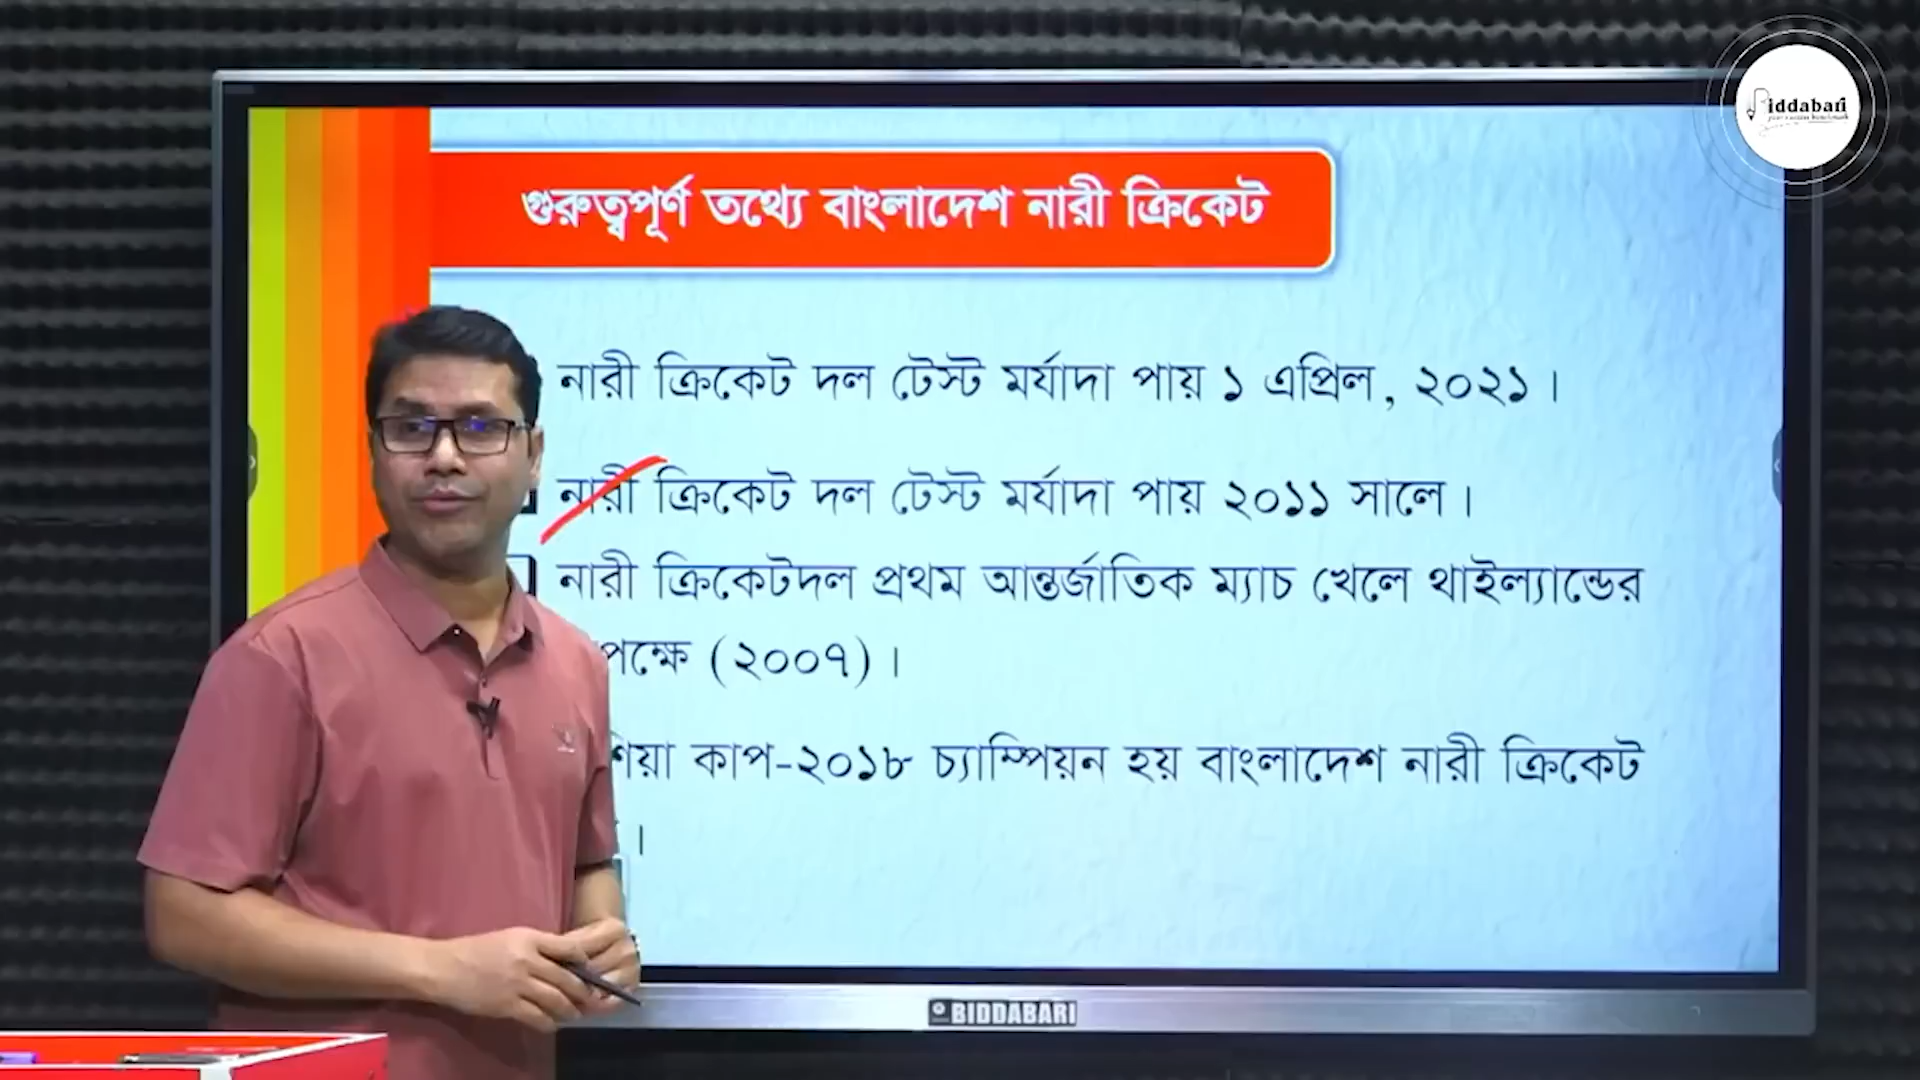 Biddabari
গুরুত্বপূর্ণ তথ্যে বাংলাদেশ নারী ক্রিকেট
নারী ক্রিকেট দল টেস্ট মর্যাদা পায় ১ এপ্রিল, ২০২১।
নারী ক্রিকেট দল টেস্ট মর্যাদা পায় ২০১১ সালে।
নারী ক্রিকেটদল প্রথম আন্তর্জাতিক ম্যাচ খেলে থাইল্যান্ডের
পক্ষে (২০০৭)।
শিয়া কাপ-২০১৮ চ্যাম্পিয়ন হয় বাংলাদেশ নারী ক্রিকেট
।
BIDDABARI